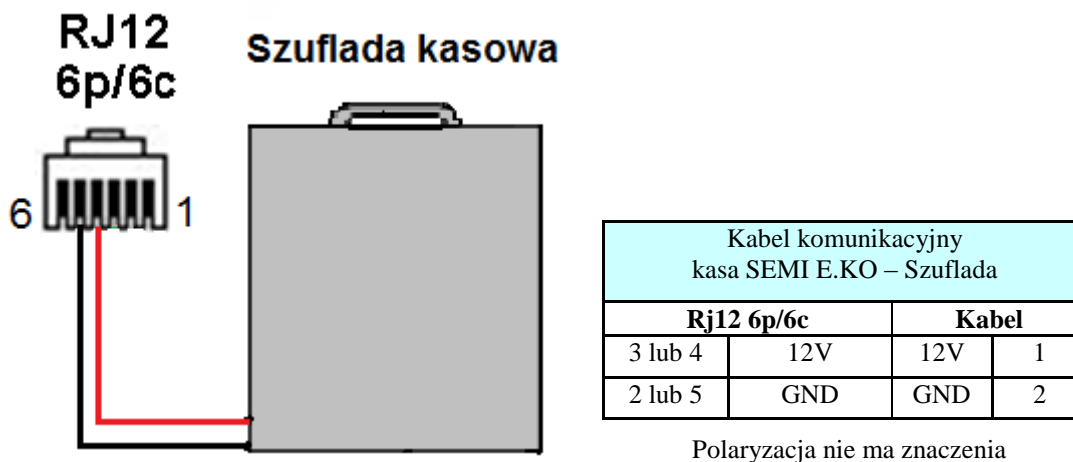 RJ12
6p/6c
Szuflada kasowa
6 1
Kabel komunikacyjny
kasa SEMI E.KO – Szuflada
Rj12 6p/6c Kabel
3 lub 4 12V 12V 1
2 lub 5 GND GND 2
Polaryzacja nie ma znaczenia